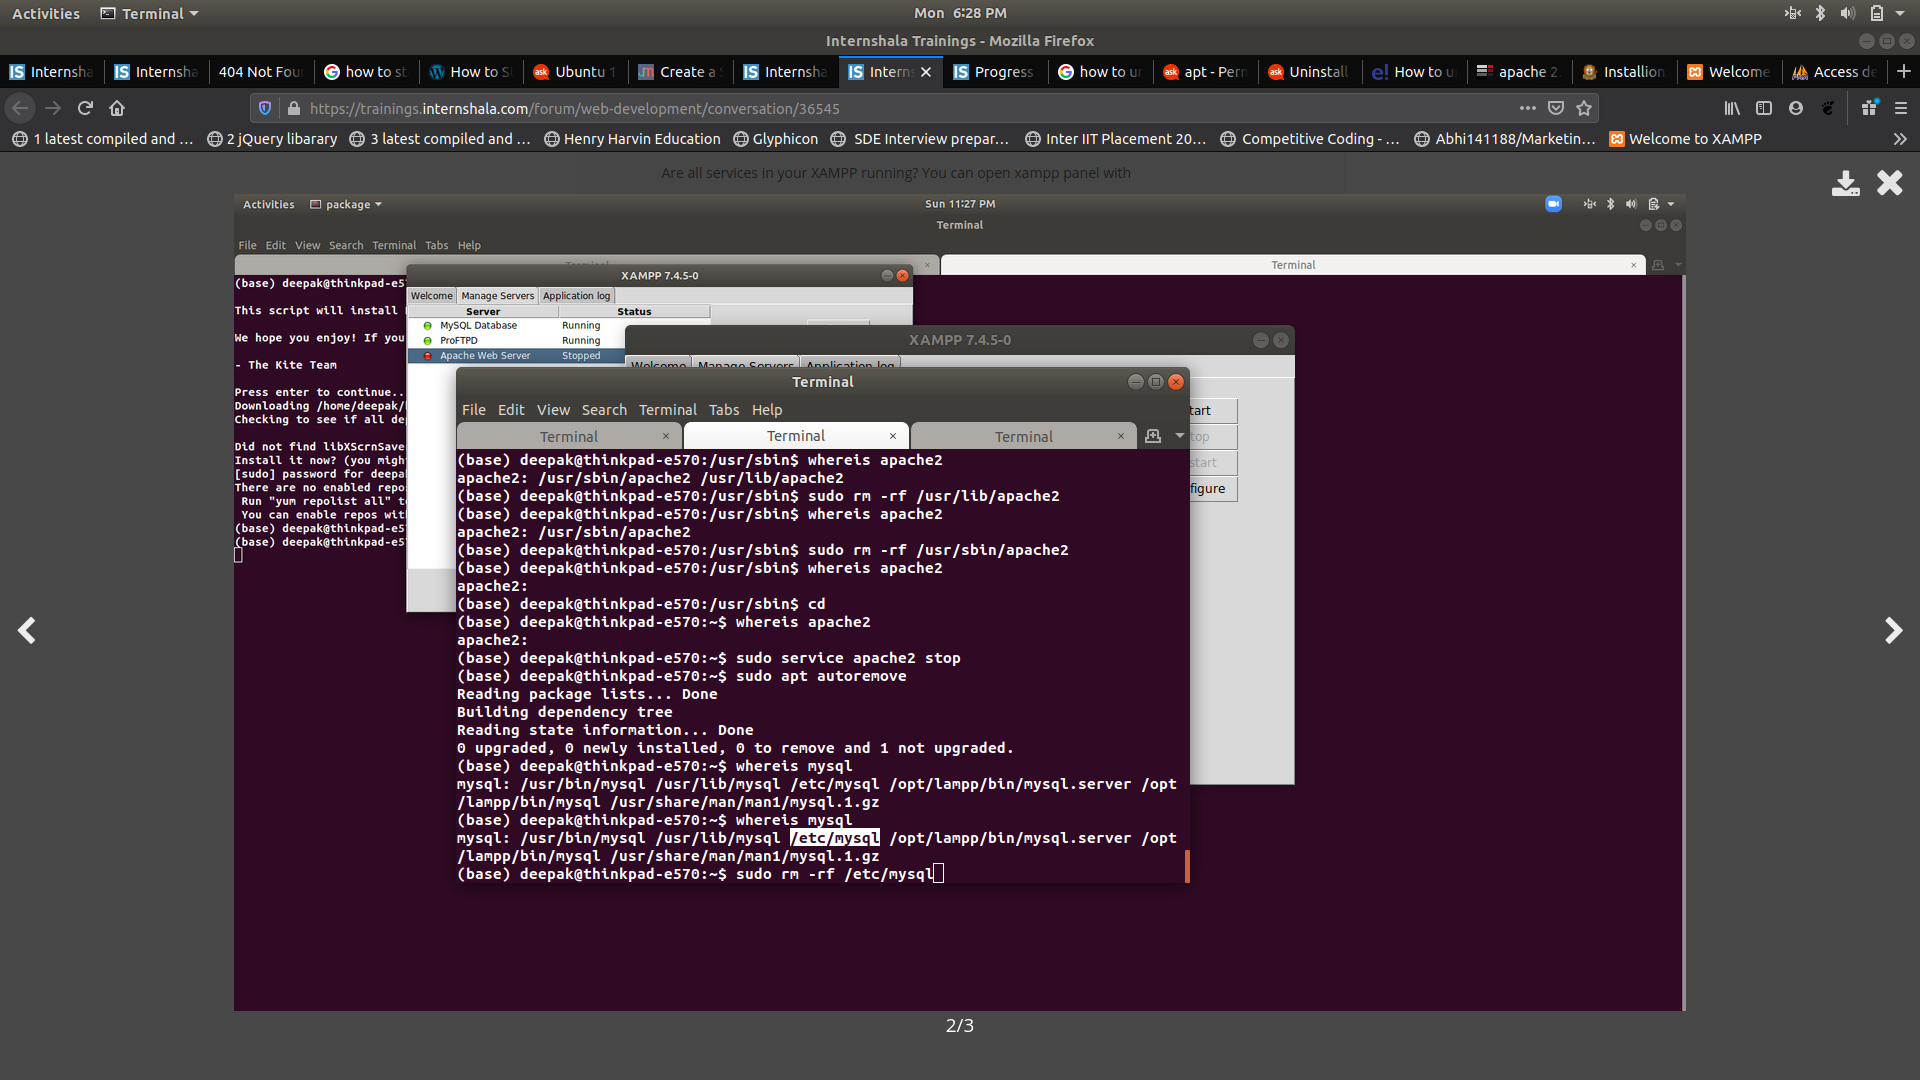 Activities Terminal Mon 6:28 PM
Internshala Trainings - Mozilla Firefox
Internsha Internsha 404 Not Fou how to st How to S Ubuntu 1 Create a Internsha Intern Progress how to un apt - Perm Uninstall How to u apache 2. Installion Welcome Access de
https://trainings.internshala.com/forum/web-development/conversation/36545
1 latest compiled and ... 2 jQuery libarary 3 latest compiled and ... Henry Harvin Education Glyphicon SDE Interview prepar... Inter IIT Placement 20... Competitive Coding - ... Abhi141188/Marketin... Welcome to XAMPP
Are all services in your XAMPP running? You can open xampp panel with
Activities package Sun 11:27 PM
Terminal
File Edit View Search Terminal Tabs Help
Terminal Terminal
(base) deepak@thinkpad-e57
This script will install
We hope you enjoy! If you
- The Kite Team
Press enter to continue..
Downloading /home/deepak/
Checking to see if all de
Did not find libXScrnSave
Install it now? (you migh
[sudo] password for deepa
There are no enabled repo
Run "yum repolist all" t
You can enable repos wit
(base) deepak@thinkpad-e5
(base) deepak@thinkpad-e5
XAMPP 7.4.5-0
Welcome Manage Servers Application log
Server Status
MySQL Database Running
ProFTPD Running
Apache Web Server Stopped
XAMPP 7.4.5-0
Welcome Manage Servers Application log
tart
top
start
figure
Terminal
File Edit View Search Terminal Tabs Help
Terminal Terminal Terminal
(base) deepak@thinkpad-e570:/usr/sbin$ whereis apache2
apache2: /usr/sbin/apache2 /usr/lib/apache2
(base) deepak@thinkpad-e570:/usr/sbin$ sudo rm -rf /usr/lib/apache2
(base) deepak@thinkpad-e570:/usr/sbin$ whereis apache2
apache2: /usr/sbin/apache2
(base) deepak@thinkpad-e570:/usr/sbin$ sudo rm -rf /usr/sbin/apache2
(base) deepak@thinkpad-e570:/usr/sbin$ whereis apache2
apache2:
(base) deepak@thinkpad-e570:/usr/sbin$ cd
(base) deepak@thinkpad-e570:~$ whereis apache2
apache2:
(base) deepak@thinkpad-e570:~$ sudo service apache2 stop
(base) deepak@thinkpad-e570:~$ sudo apt autoremove
Reading package lists... Done
Building dependency tree
Reading state information... Done
0 upgraded, 0 newly installed, 0 to remove and 1 not upgraded.
(base) deepak@thinkpad-e570:~$ whereis mysql
mysql: /usr/bin/mysql /usr/lib/mysql /etc/mysql /opt/lampp/bin/mysql.server /opt
/lampp/bin/mysql /usr/share/man/man1/mysql.1.gz
(base) deepak@thinkpad-e570:~$ whereis mysql
mysql: /usr/bin/mysql /usr/lib/mysql /etc/mysql /opt/lampp/bin/mysql.server /opt
/lampp/bin/mysql /usr/share/man/man1/mysql.1.gz
(base) deepak@thinkpad-e570:~$ sudo rm -rf /etc/mysql
2/3